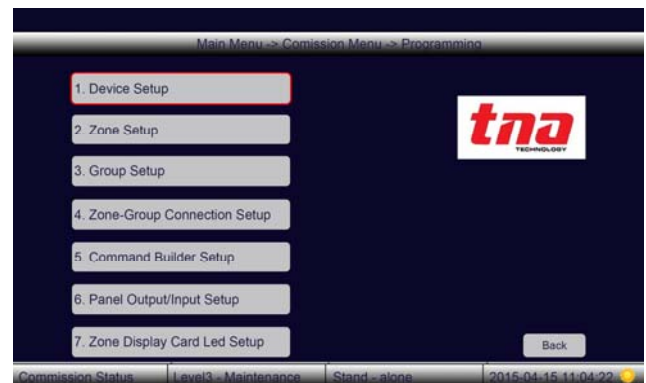 Main Menu -> Comission Menu -> Programming
1. Device Setup
2. Zone Setup
3. Group Setup
4. Zone-Group Connection Setup
5. Command Builder Setup
6. Panel Output/Input Setup
7. Zone Display Card Led Setup
tna
TECHNOLOGY
Back
Commission Status Level3 - Maintenance Stand - alone 2015-04-15 11:04:22